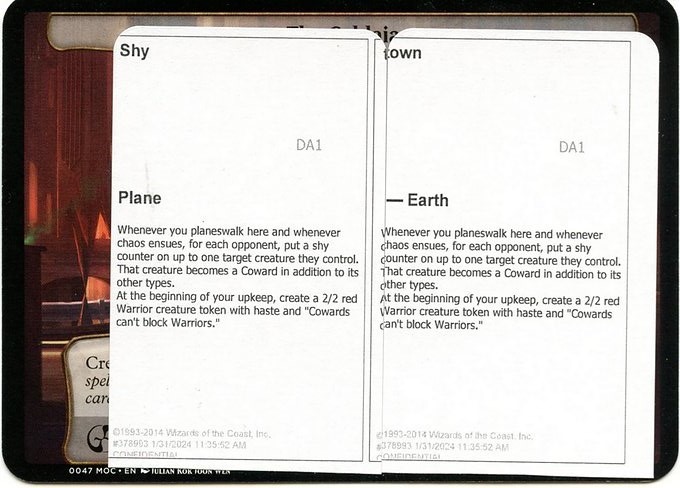 Shy
town
DA1
DA1
Plane
— Earth
Whenever you planeswalk here and whenever
chaos ensues, for each opponent, put a shy
counter on up to one target creature they control.
That creature becomes a Coward in addition to its
other types.
At the beginning of your upkeep, create a 2/2 red
Warrior creature token with haste and "Cowards
can't block Warriors."
Whenever you planeswalk here and whenever
chaos ensues, for each opponent, put a shy
counter on up to one target creature they control.
That creature becomes a Coward in addition to its
other types.
At the beginning of your upkeep, create a 2/2 red
Warrior creature token with haste and "Cowards
can't block Warriors."
©1993-2014 Wizards of the Coast, Inc.
#378993 1/31/2024 11:35:52 AM
CONFIDENTIAL
©1993-2014 Wizards of the Coast, Inc.
#378993 1/31/2024 11:35:52 AM
CONFIDENTIAL
Cre
spel
card
0047 MOC • EN JULIAN KOK JOON WEN